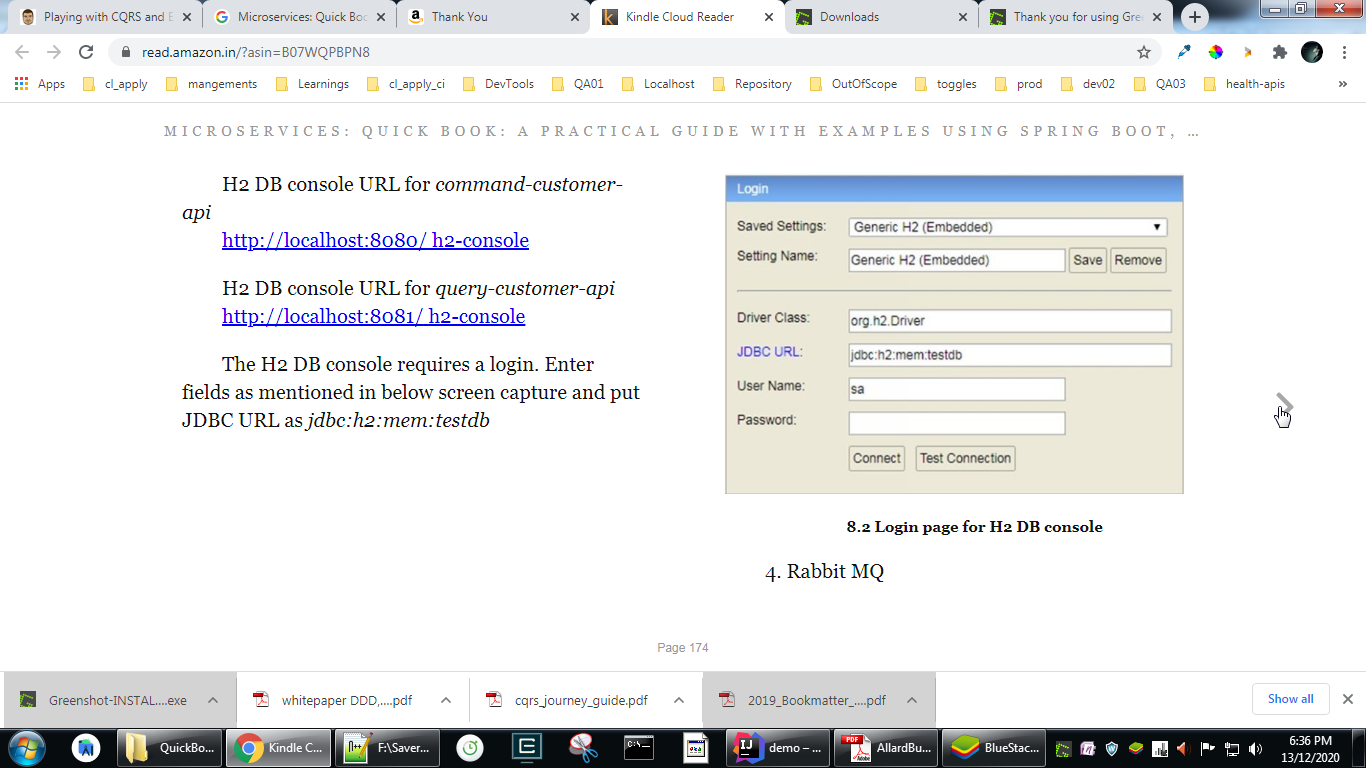 Playing with CQRS and E
Microservices: Quick Boo
Thank You
Kindle Cloud Reader
Downloads
Thank you for using Gre
read.amazon.in/?asin=B07WQPBPN8
Apps
cl_apply
mangements
Learnings
cl_apply_ci
DevTools
QA01
Localhost
Repository
OutOfScope
toggles
prod
dev02
QA03
health-apis
»
MICROSERVICES: QUICK BOOK: A PRACTICAL GUIDE WITH EXAMPLES USING SPRING BOOT, …
H2 DB console URL for command-customer-
api
http://localhost:8080/ h2-console
H2 DB console URL for query-customer-api
http://localhost:8081/ h2-console
The H2 DB console requires a login. Enter
fields as mentioned in below screen capture and put
JDBC URL as jdbc:h2:mem:testdb
Login
Saved Settings: Generic H2 (Embedded)
Setting Name: Generic H2 (Embedded) Save Remove
Driver Class: org.h2.Driver
JDBC URL: jdbc:h2:mem:testdb
User Name: sa
Password:
Connect Test Connection
8.2 Login page for H2 DB console
4. Rabbit MQ
Page 174
Greenshot-INSTAL....exe
whitepaper DDD,....pdf
cqrs_journey_guide.pdf
2019_Bookmatter_....pdf
Show all
QuickBo...
Kindle C...
F:\Saver...
demo – ...
AllardBu...
BlueStac...
6:36 PM
13/12/2020